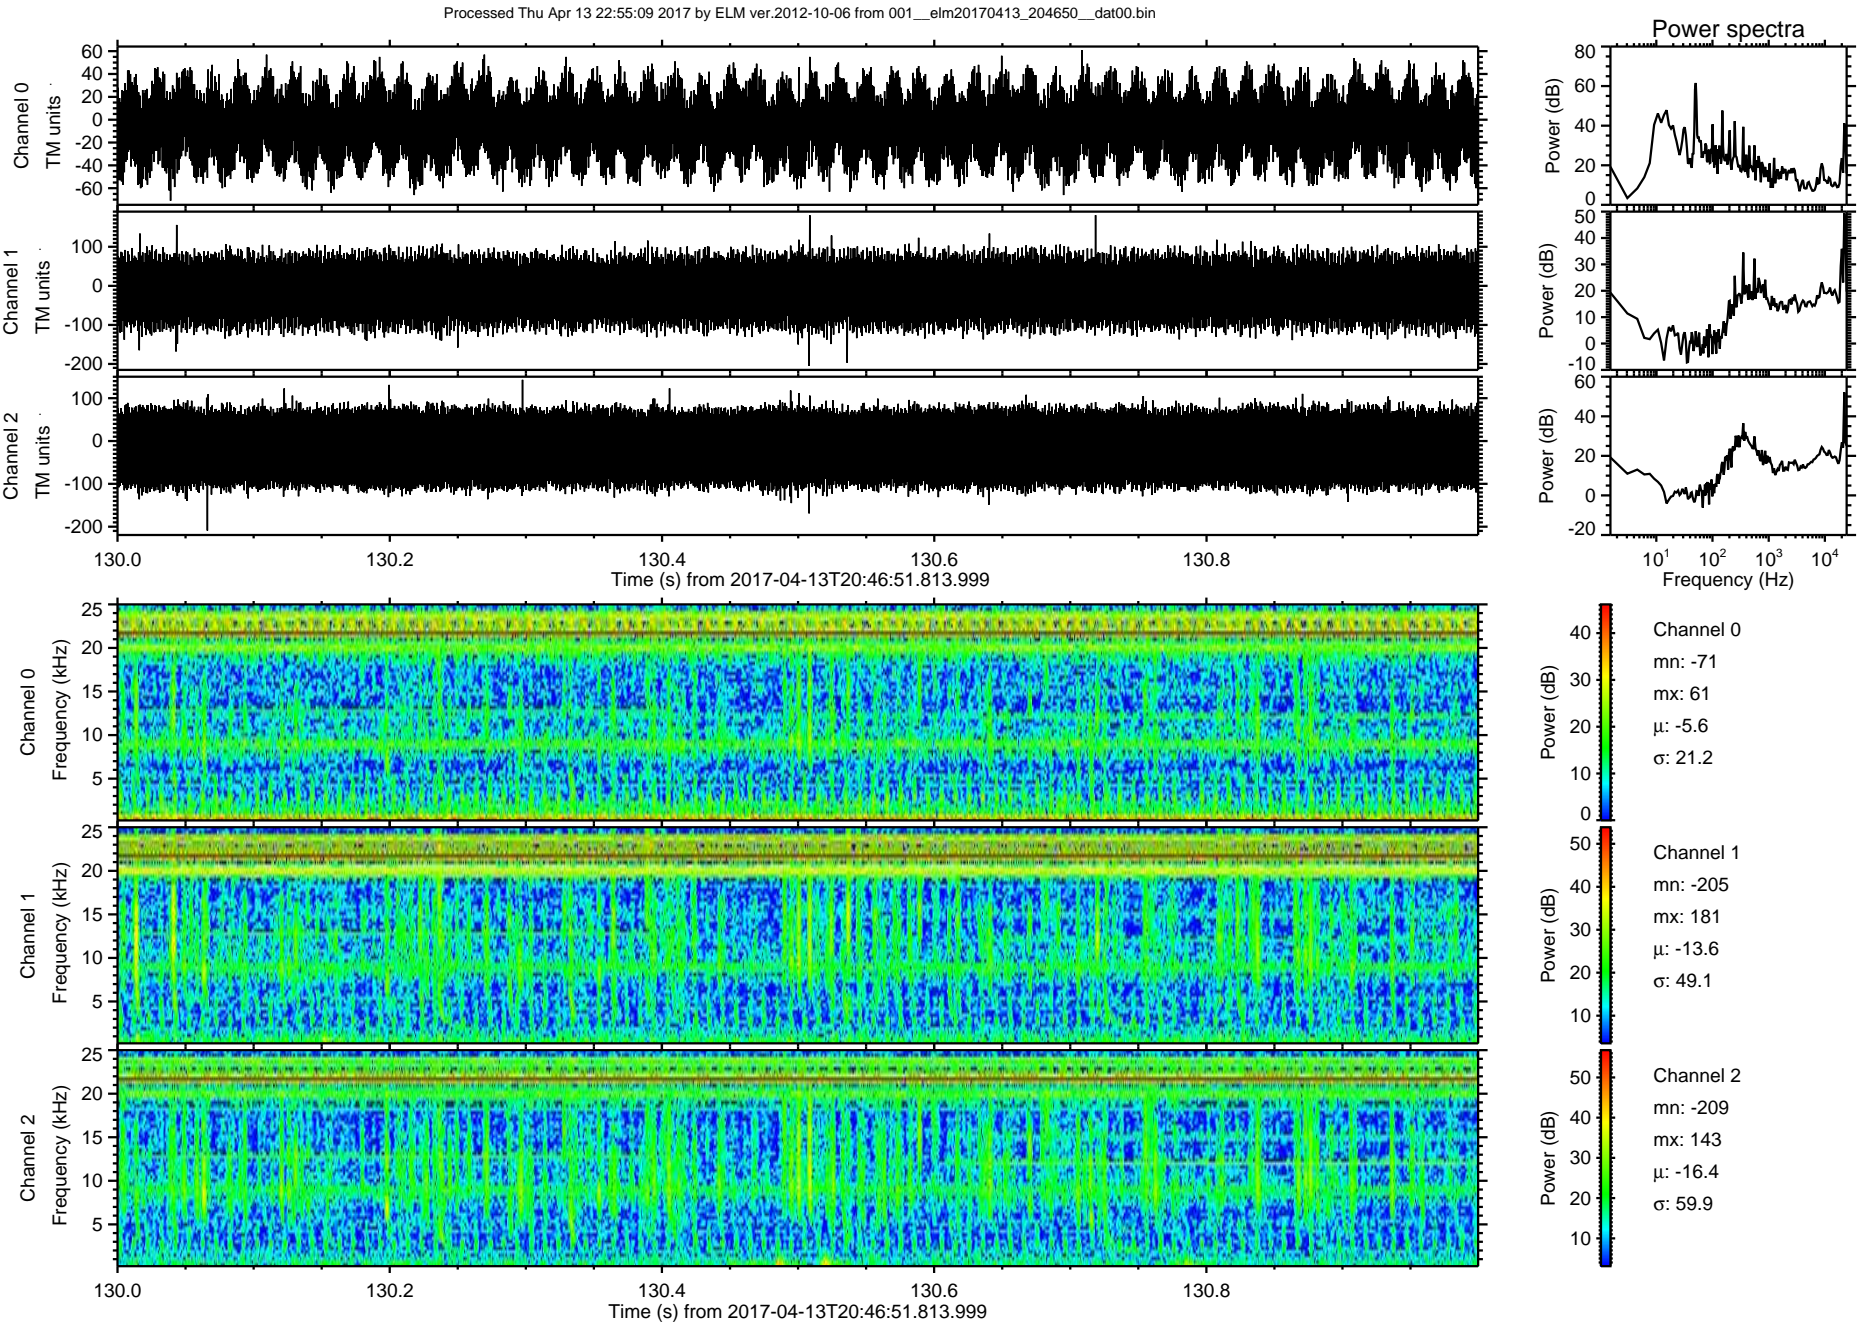 Processed Thu Apr 13 22:55:09 2017 by ELM ver.2012-10-06 from 001__elm20170413_204650__dat00.bin
Power spectra
Channel 0
TM units
60
40
20
0
-20
-40
-60
Power (dB)
80
60
40
20
0
Channel 1
TM units
100
0
-100
-200
Power (dB)
50
40
30
20
10
0
-10
Channel 2
TM units
100
0
-100
-200
Power (dB)
60
40
20
0
-20
130.0 130.2 130.4 130.6 130.8
Time (s) from 2017-04-13T20:46:51.813.999
10^1 10^2 10^3 10^4
Frequency (Hz)
Channel 0
Frequency (kHz)
25
20
15
10
5
Power (dB)
40
30
20
10
0
Channel 0
mn: -71
mx: 61
μ: -5.6
σ: 21.2
Channel 1
Frequency (kHz)
25
20
15
10
5
Power (dB)
50
40
30
20
10
Channel 1
mn: -205
mx: 181
μ: -13.6
σ: 49.1
Channel 2
Frequency (kHz)
25
20
15
10
5
Power (dB)
50
40
30
20
10
Channel 2
mn: -209
mx: 143
μ: -16.4
σ: 59.9
130.0 130.2 130.4 130.6 130.8
Time (s) from 2017-04-13T20:46:51.813.999